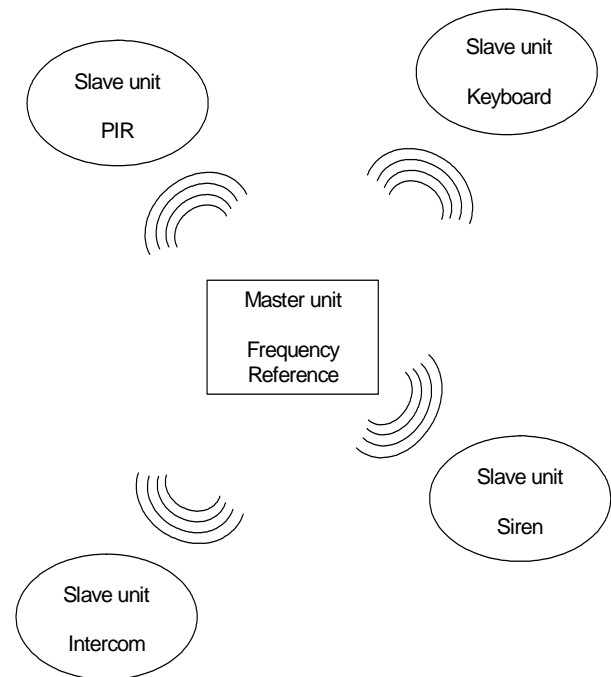 Slave unit
PIR
Slave unit
Keyboard
Master unit
Frequency
Reference
Slave unit
Siren
Slave unit
Intercom